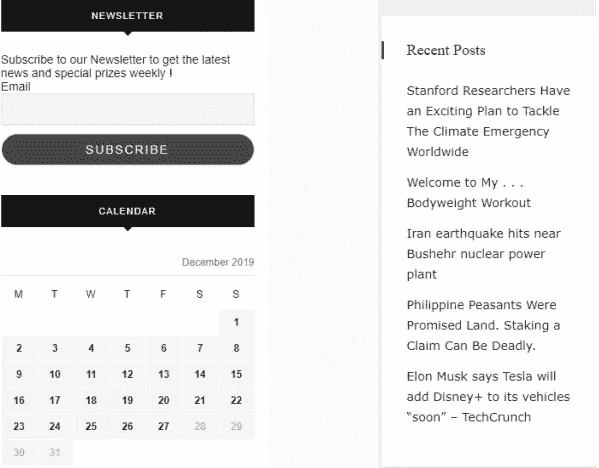 NEWSLETTER
Subscribe to our Newsletter to get the latest
news and special prizes weekly !
Email
SUBSCRIBE
CALENDAR
December 2019
M T W T F S S
1
2 3 4 5 6 7 8
9 10 11 12 13 14 15
16 17 18 19 20 21 22
23 24 25 26 27 28 29
30 31
Recent Posts
Stanford Researchers Have
an Exciting Plan to Tackle
The Climate Emergency
Worldwide
Welcome to My . . .
Bodyweight Workout
Iran earthquake hits near
Bushehr nuclear power
plant
Philippine Peasants Were
Promised Land. Staking a
Claim Can Be Deadly.
Elon Musk says Tesla will
add Disney+ to its vehicles
“soon” – TechCrunch